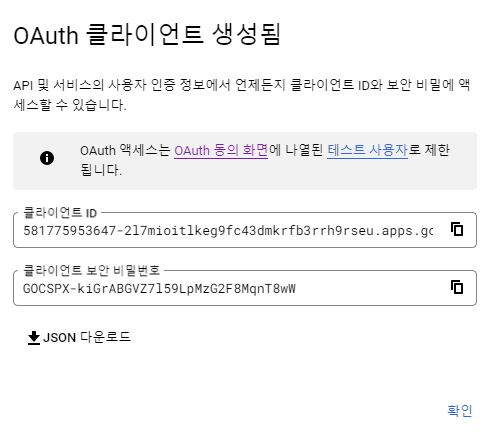 OAuth 클라이언트 생성됨
API 및 서비스의 사용자 인증 정보에서 언제든지 클라이언트 ID와 보안 비밀에 액
세스할 수 있습니다.
OAuth 액세스는 OAuth 동의 화면에 나열된 테스트 사용자로 제한
됩니다.
클라이언트 ID
581775953647-2l7mioitlkeg9fc43dmkrfb3rrh9rseu.apps.go
클라이언트 보안 비밀번호
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
JSON 다운로드
확인